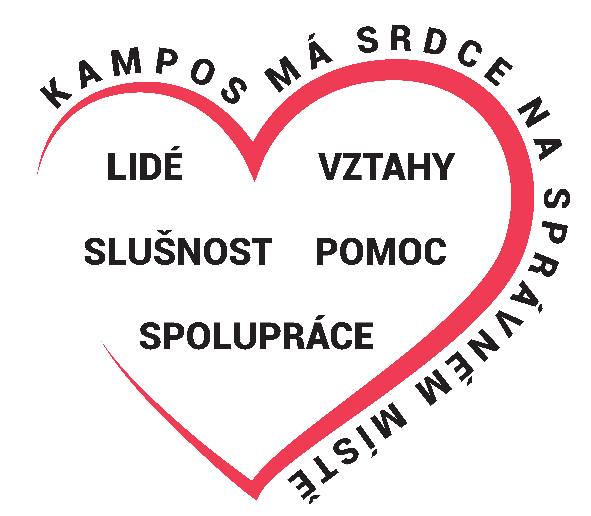 KAMPOS MÁ SRDCE NA SPRÁVNÉM MÍSTĚ
LIDÉ VZTAHY
SLUŠNOST POMOC
SPOLUPRÁCE